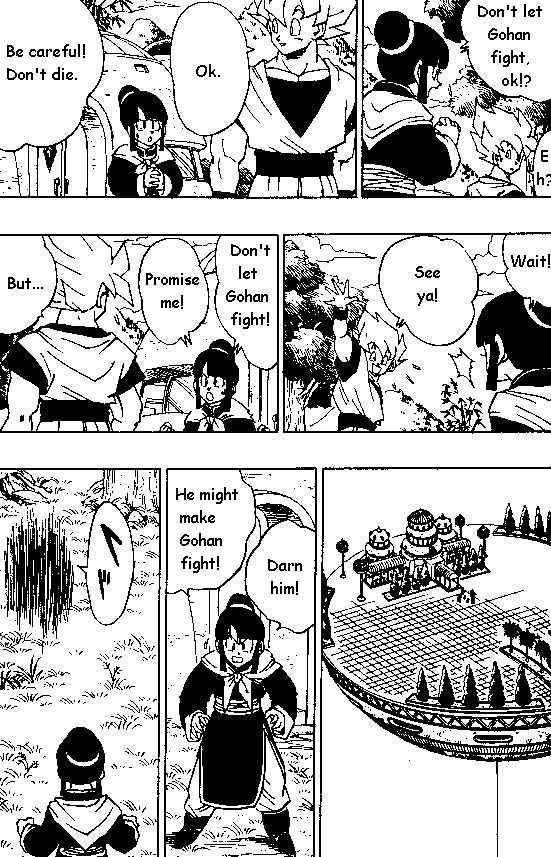 Be careful!
Don't die.
Ok.
Don't let
Gohan
fight,
ok!?
E
h?
But...
Promise
me!
Don't
let
Gohan
fight!
See
ya!
Wait!
He might
make
Gohan
fight!
Darn
him!